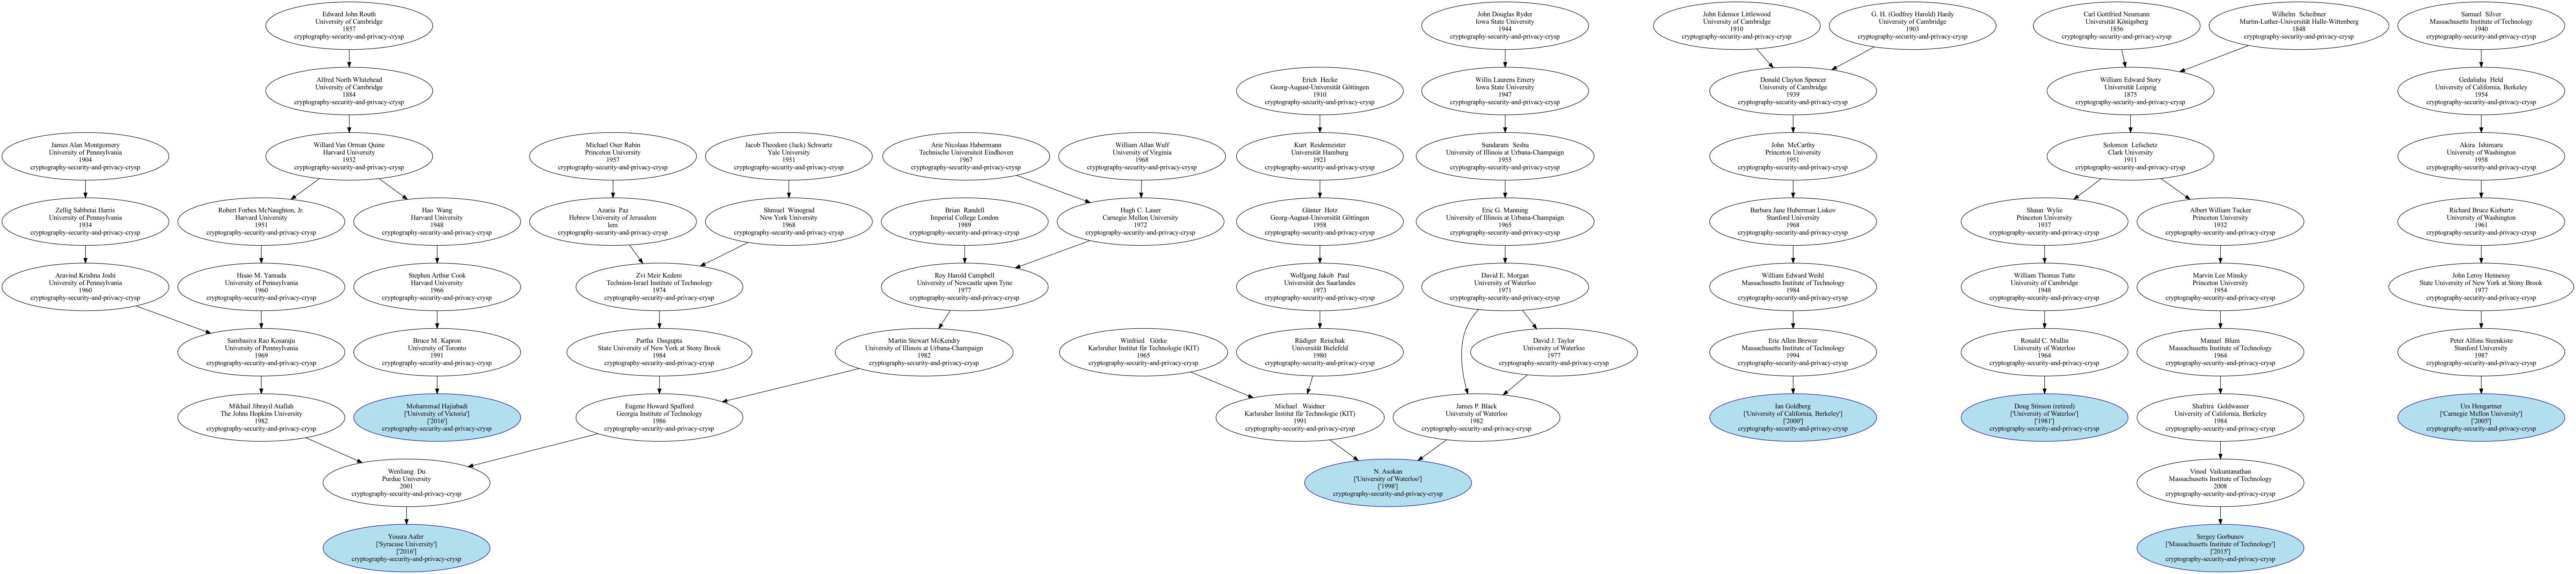 Edward John Routh
University of Cambridge
1857
cryptography-security-and-privacy-crysp
John Douglas Ryder
Iowa State University
1944
cryptography-security-and-privacy-crysp
John Edensor Littlewood
University of Cambridge
1910
cryptography-security-and-privacy-crysp
G. H. (Godfrey Harold) Hardy
University of Cambridge
1903
cryptography-security-and-privacy-crysp
Carl Gottfried Neumann
Universität Königsberg
1856
cryptography-security-and-privacy-crysp
Wilhelm Scheibner
Martin-Luther-Universität Halle-Wittenberg
1848
cryptography-security-and-privacy-crysp
Samuel Silver
Massachusetts Institute of Technology
1940
cryptography-security-and-privacy-crysp
Alfred North Whitehead
University of Cambridge
1884
cryptography-security-and-privacy-crysp
Erich Hecke
Georg-August-Universität Göttingen
1910
cryptography-security-and-privacy-crysp
Willis Laurens Emery
Iowa State University
1947
cryptography-security-and-privacy-crysp
Donald Clayton Spencer
University of Cambridge
1939
cryptography-security-and-privacy-crysp
William Edward Story
Universität Leipzig
1875
cryptography-security-and-privacy-crysp
Gedaliahu Held
University of California, Berkeley
1954
cryptography-security-and-privacy-crysp
James Alan Montgomery
University of Pennsylvania
1904
cryptography-security-and-privacy-crysp
Willard Van Orman Quine
Harvard University
1932
cryptography-security-and-privacy-crysp
Michael Oser Rabin
Princeton University
1957
cryptography-security-and-privacy-crysp
Jacob Theodore (Jack) Schwartz
Yale University
1951
cryptography-security-and-privacy-crysp
Arie Nicolaas Habermann
Technische Universiteit Eindhoven
1967
cryptography-security-and-privacy-crysp
William Allan Wulf
University of Virginia
1968
cryptography-security-and-privacy-crysp
Kurt Reidemeister
Universität Hamburg
1921
cryptography-security-and-privacy-crysp
Sundaram Seshu
University of Illinois at Urbana-Champaign
1955
cryptography-security-and-privacy-crysp
John McCarthy
Princeton University
1951
cryptography-security-and-privacy-crysp
Solomon Lefschetz
Clark University
1911
cryptography-security-and-privacy-crysp
Akira Ishimaru
University of Washington
1958
cryptography-security-and-privacy-crysp
Zellig Sabbetai Harris
University of Pennsylvania
1934
cryptography-security-and-privacy-crysp
Robert Forbes McNaughton, Jr.
Harvard University
1951
cryptography-security-and-privacy-crysp
Hao Wang
Harvard University
1948
cryptography-security-and-privacy-crysp
Azaria Paz
Hebrew University of Jerusalem
lem
cryptography-security-and-privacy-crysp
Shmuel Winograd
New York University
1968
cryptography-security-and-privacy-crysp
Brian Randell
Imperial College London
1989
cryptography-security-and-privacy-crysp
Hugh C. Lauer
Carnegie Mellon University
1972
cryptography-security-and-privacy-crysp
Günter Hotz
Georg-August-Universität Göttingen
1958
cryptography-security-and-privacy-crysp
Eric G. Manning
University of Illinois at Urbana-Champaign
1965
cryptography-security-and-privacy-crysp
Barbara Jane Huberman Liskov
Stanford University
1968
cryptography-security-and-privacy-crysp
Shaun Wylie
Princeton University
1937
cryptography-security-and-privacy-crysp
Albert William Tucker
Princeton University
1932
cryptography-security-and-privacy-crysp
Richard Bruce Kieburtz
University of Washington
1961
cryptography-security-and-privacy-crysp
Aravind Krishna Joshi
University of Pennsylvania
1960
cryptography-security-and-privacy-crysp
Hisao M. Yamada
University of Pennsylvania
1960
cryptography-security-and-privacy-crysp
Stephen Arthur Cook
Harvard University
1966
cryptography-security-and-privacy-crysp
Zvi Meir Kedem
Technion-Israel Institute of Technology
1974
cryptography-security-and-privacy-crysp
Roy Harold Campbell
University of Newcastle upon Tyne
1977
cryptography-security-and-privacy-crysp
Wolfgang Jakob Paul
Universität des Saarlandes
1973
cryptography-security-and-privacy-crysp
David E. Morgan
University of Waterloo
1971
cryptography-security-and-privacy-crysp
William Edward Weihl
Massachusetts Institute of Technology
1984
cryptography-security-and-privacy-crysp
William Thomas Tutte
University of Cambridge
1948
cryptography-security-and-privacy-crysp
Marvin Lee Minsky
Princeton University
1954
cryptography-security-and-privacy-crysp
John Leroy Hennessy
State University of New York at Stony Brook
1977
cryptography-security-and-privacy-crysp
Sambasiva Rao Kosaraju
University of Pennsylvania
1969
cryptography-security-and-privacy-crysp
Bruce M. Kapron
University of Toronto
1991
cryptography-security-and-privacy-crysp
Partha Dasgupta
State University of New York at Stony Brook
1984
cryptography-security-and-privacy-crysp
Martin Stewart McKendry
University of Illinois at Urbana-Champaign
1982
cryptography-security-and-privacy-crysp
Winfried Görke
Karlsruher Institut für Technologie (KIT)
1965
cryptography-security-and-privacy-crysp
Rüdiger Reischuk
Universität Bielefeld
1980
cryptography-security-and-privacy-crysp
David J. Taylor
University of Waterloo
1977
cryptography-security-and-privacy-crysp
Eric Allen Brewer
Massachusetts Institute of Technology
1994
cryptography-security-and-privacy-crysp
Ronald C. Mullin
University of Waterloo
1964
cryptography-security-and-privacy-crysp
Manuel Blum
Massachusetts Institute of Technology
1964
cryptography-security-and-privacy-crysp
Peter Alfons Steenkiste
Stanford University
1987
cryptography-security-and-privacy-crysp
Mikhail Jibrayil Atallah
The Johns Hopkins University
1982
cryptography-security-and-privacy-crysp
Mohammad Hajiabadi
['University of Victoria']
['2016']
cryptography-security-and-privacy-crysp
Eugene Howard Spafford
Georgia Institute of Technology
1986
cryptography-security-and-privacy-crysp
Michael Waidner
Karlsruher Institut für Technologie (KIT)
1991
cryptography-security-and-privacy-crysp
James P. Black
University of Waterloo
1982
cryptography-security-and-privacy-crysp
Ian Goldberg
['University of California, Berkeley']
['2000']
cryptography-security-and-privacy-crysp
Doug Stinson (retired)
['University of Waterloo']
['1981']
cryptography-security-and-privacy-crysp
Shafrira Goldwasser
University of California, Berkeley
1984
cryptography-security-and-privacy-crysp
Urs Hengartner
['Carnegie Mellon University']
['2005']
cryptography-security-and-privacy-crysp
Wenliang Du
Purdue University
2001
cryptography-security-and-privacy-crysp
N. Asokan
['University of Waterloo']
['1998']
cryptography-security-and-privacy-crysp
Vinod Vaikuntanathan
Massachusetts Institute of Technology
2008
cryptography-security-and-privacy-crysp
Yousra Aafer
['Syracuse University']
['2016']
cryptography-security-and-privacy-crysp
Sergey Gorbunov
['Massachusetts Institute of Technology']
['2015']
cryptography-security-and-privacy-crysp